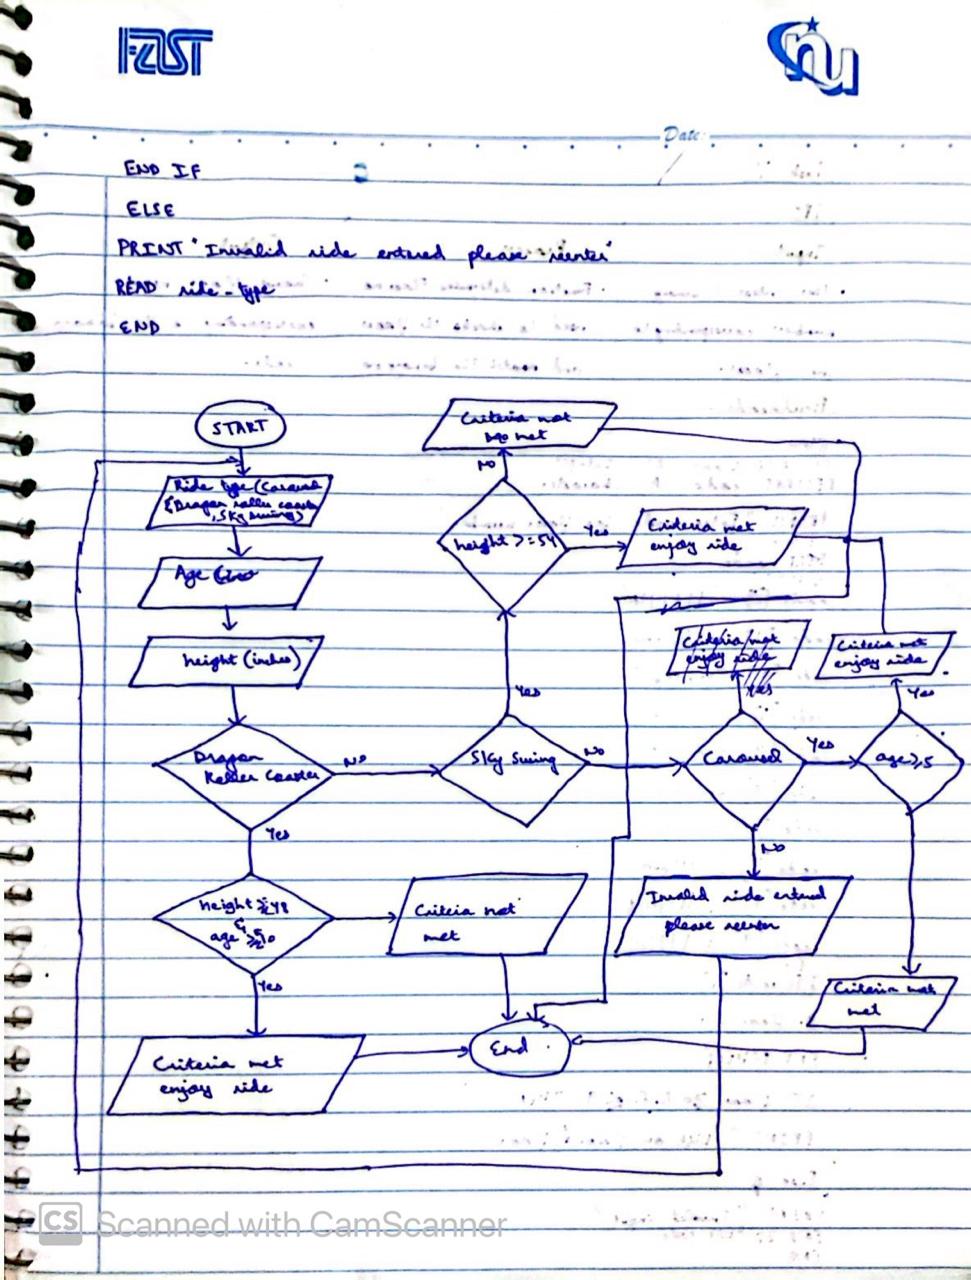 FAST
nu
Date:
END IF
ELSE
PRINT "Invalid ride entered please reenter"
READ ride-type
END
START
Ride type (Carousel
& Dragon roller coaster
, Sky swing)
Age
height (inches)
Dragon
Roller Coaster
No
Yes
height ≥ 48
&
age ≥ 10
Yes
Criteria met
enjoy ride
Criteria not
met
End
Sky Swing
No
Yes
height >= 54
No
Criteria not
met
Yes
Criteria met
enjoy ride
Carousel
Yes
No
Invalid ride entered
please reenter
age ≥ 5
Yes
Criteria met
enjoy ride
Criteria not
met
Criteria met
enjoy ride
Yes
CS Scanned with CamScanner